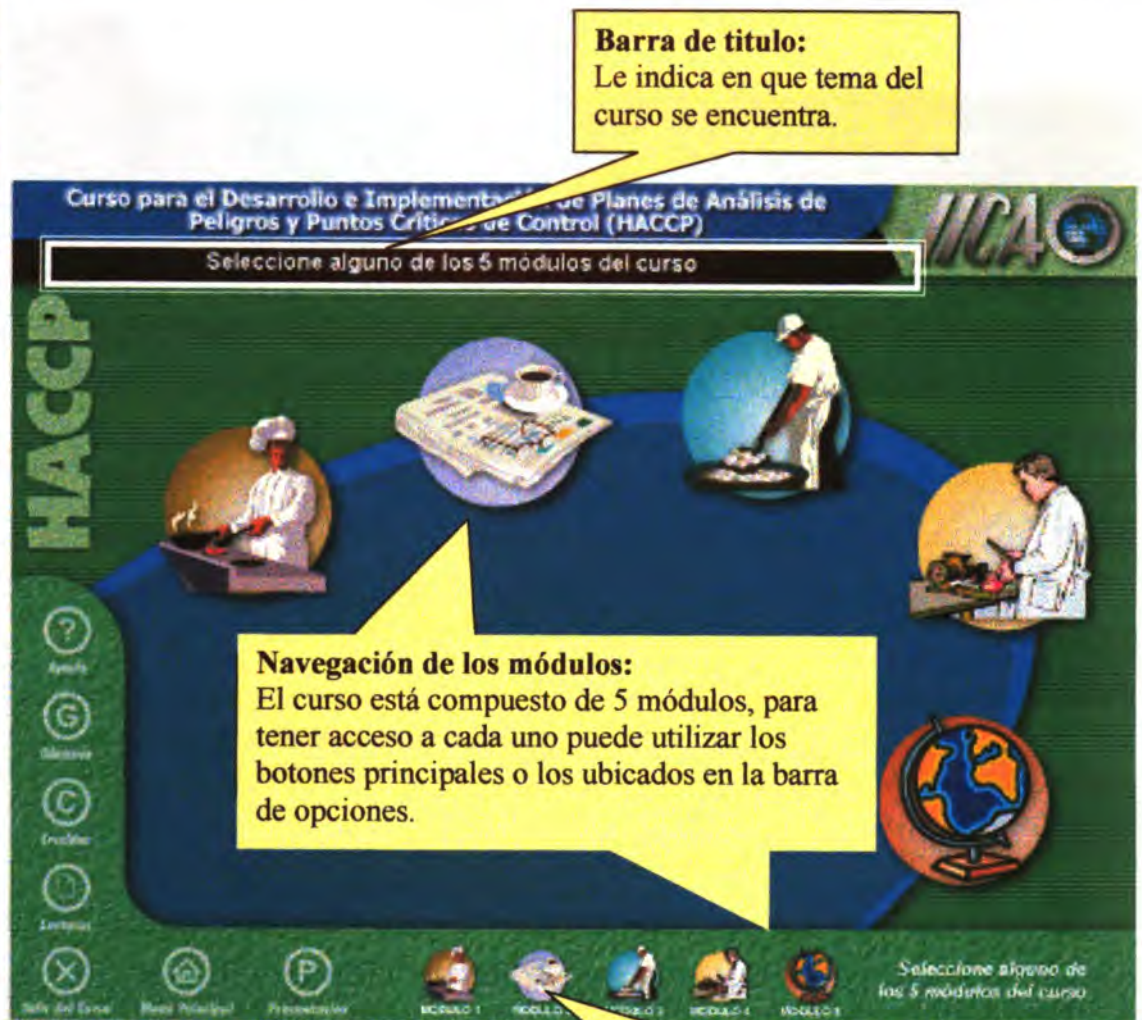 Barra de titulo:
Le indica en que tema del
curso se encuentra.
Curso para el Desarrollo e Implementación de Planes de Análisis de
Peligros y Puntos Críticos de Control (HACCP)
IICA
Seleccione alguno de los 5 módulos del curso
HACCP
?
Ayuda
G
Glosario
C
Créditos
Lecturas
Navegación de los módulos:
El curso está compuesto de 5 módulos, para
tener acceso a cada uno puede utilizar los
botones principales o los ubicados en la barra
de opciones.
Salir del Curso
Menú Principal
P
Presentación
MODULO 1
MODULO 2
MODULO 3
MODULO 4
MODULO 5
Seleccione alguno de
los 5 módulos del curso